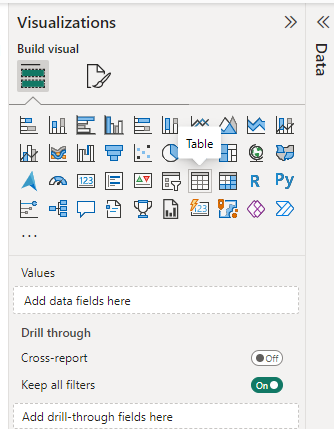 Visualizations
Data
Build visual
Table
123
R
Py
Values
Add data fields here
Drill through
Cross-report
Off
Keep all filters
On
Add drill-through fields here